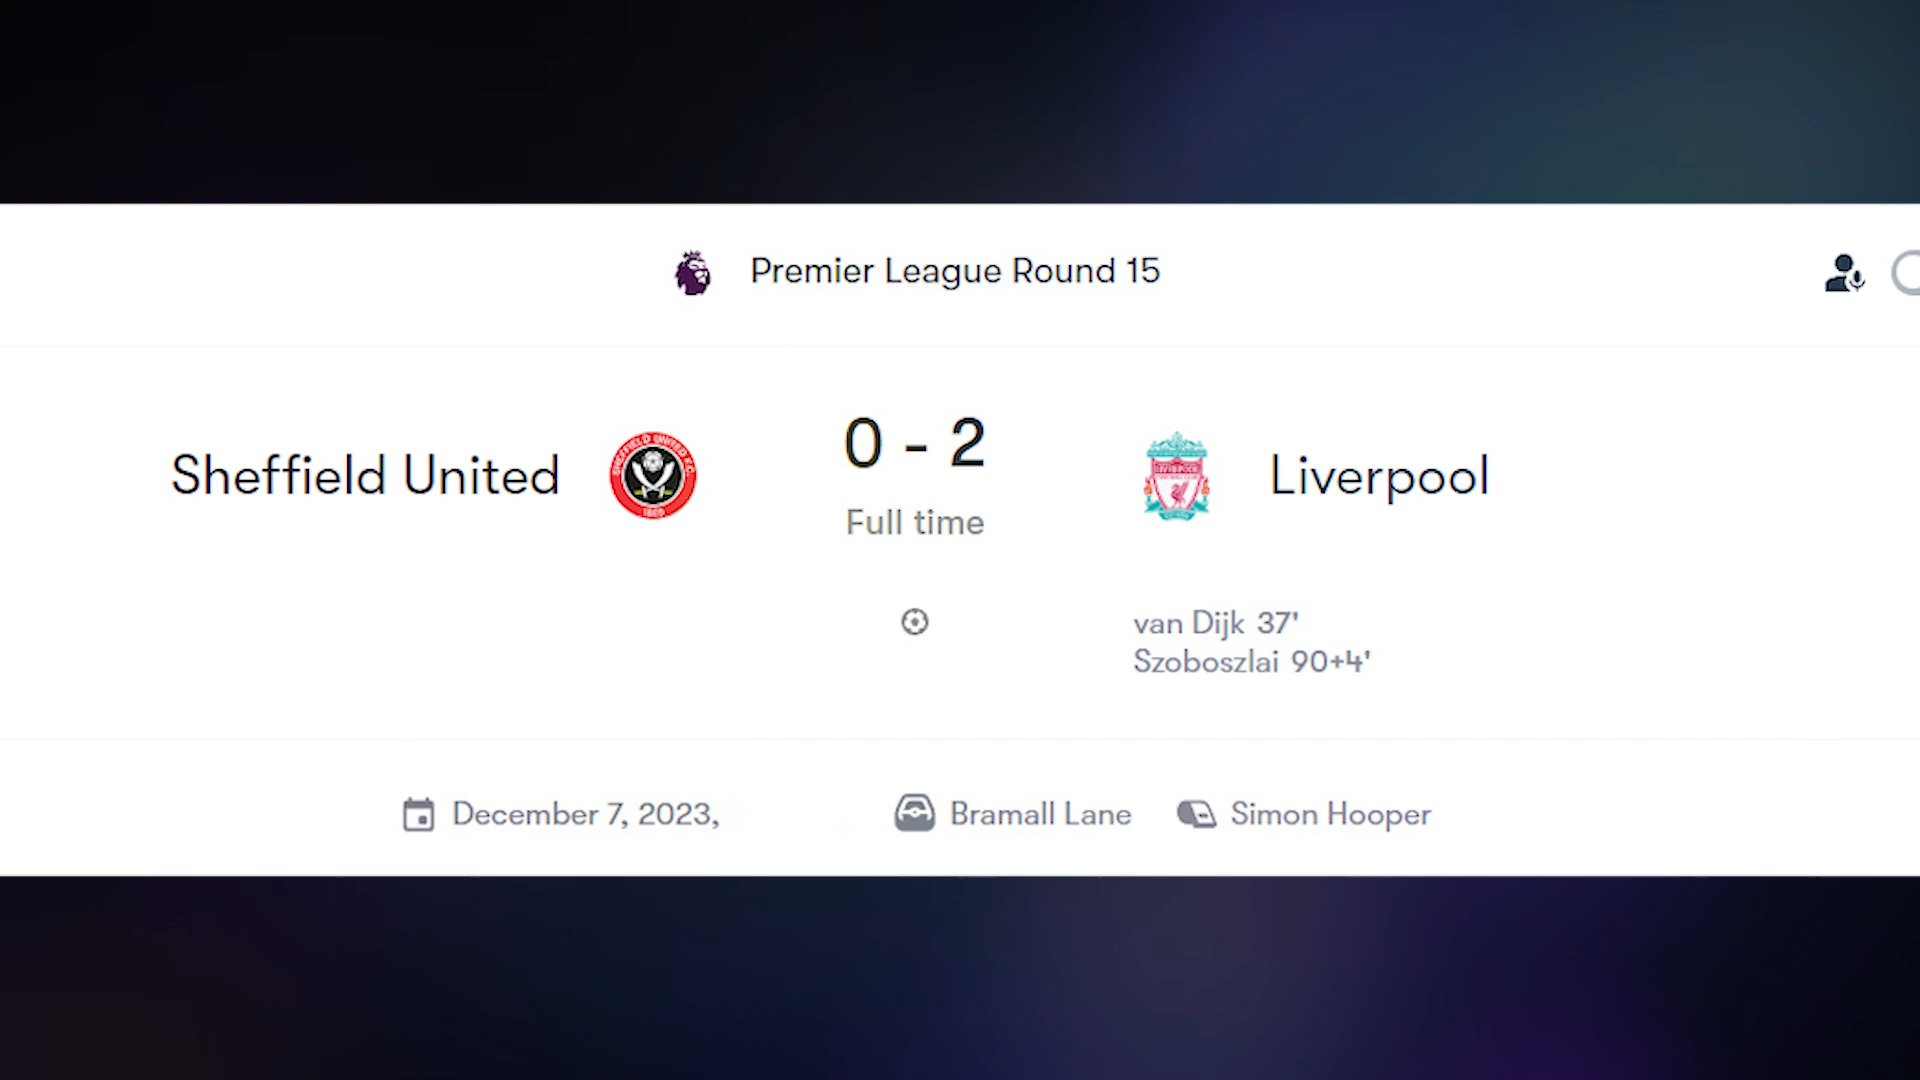 Premier League Round 15
Sheffield United
0 - 2
Liverpool
Full time
van Dijk 37'
Szoboszlai 90+4'
December 7, 2023,
Bramall Lane
Simon Hooper